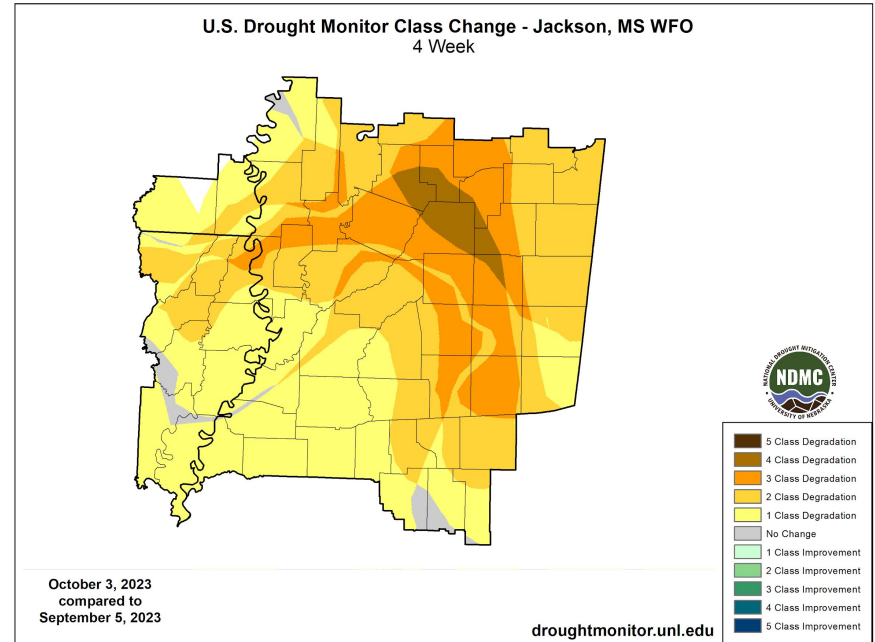 U.S. Drought Monitor Class Change - Jackson, MS WFO
4 Week
NATIONAL DROUGHT MITIGATION CENTER
NDMC
UNIVERSITY OF NEBRASKA
5 Class Degradation
4 Class Degradation
3 Class Degradation
2 Class Degradation
1 Class Degradation
No Change
1 Class Improvement
2 Class Improvement
3 Class Improvement
4 Class Improvement
5 Class Improvement
October 3, 2023
compared to
September 5, 2023
droughtmonitor.unl.edu